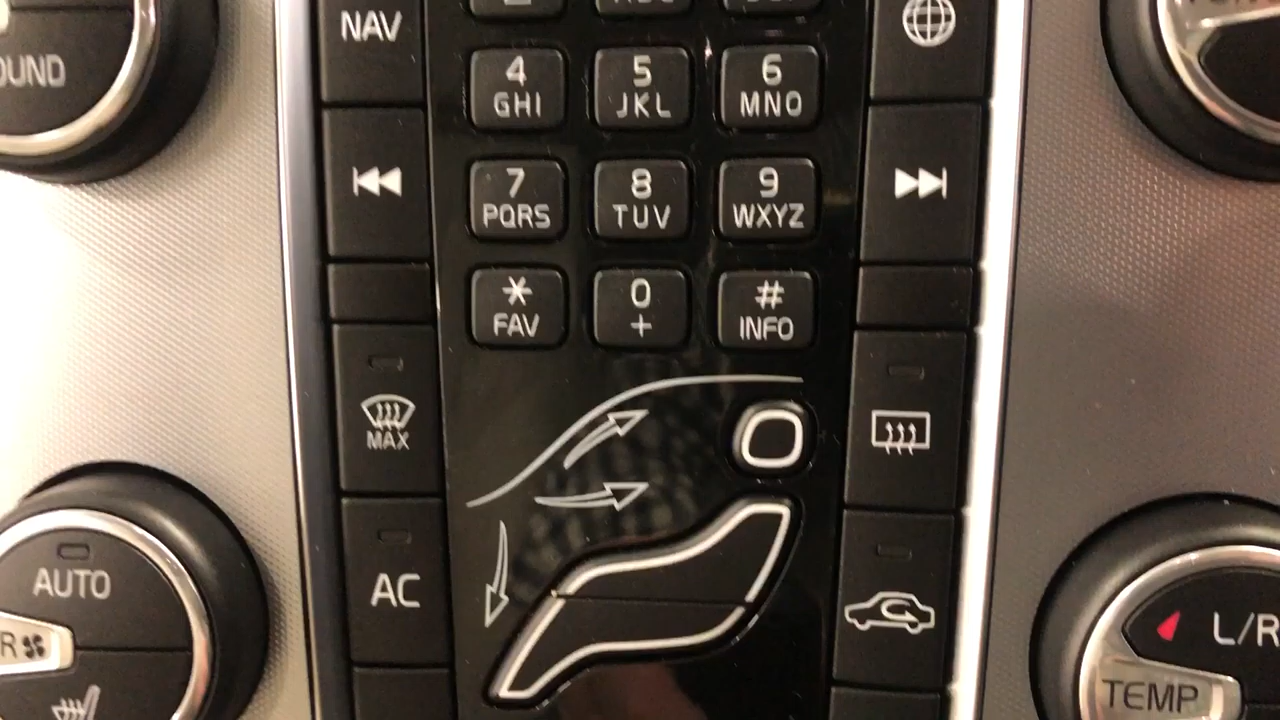 NAV
OUND
4
GHI
5
JKL
6
MNO
7
PQRS
8
TUV
9
WXYZ
*
FAV
0
+
#
INFO
MAX
AC
AUTO
R
L/R
TEMP